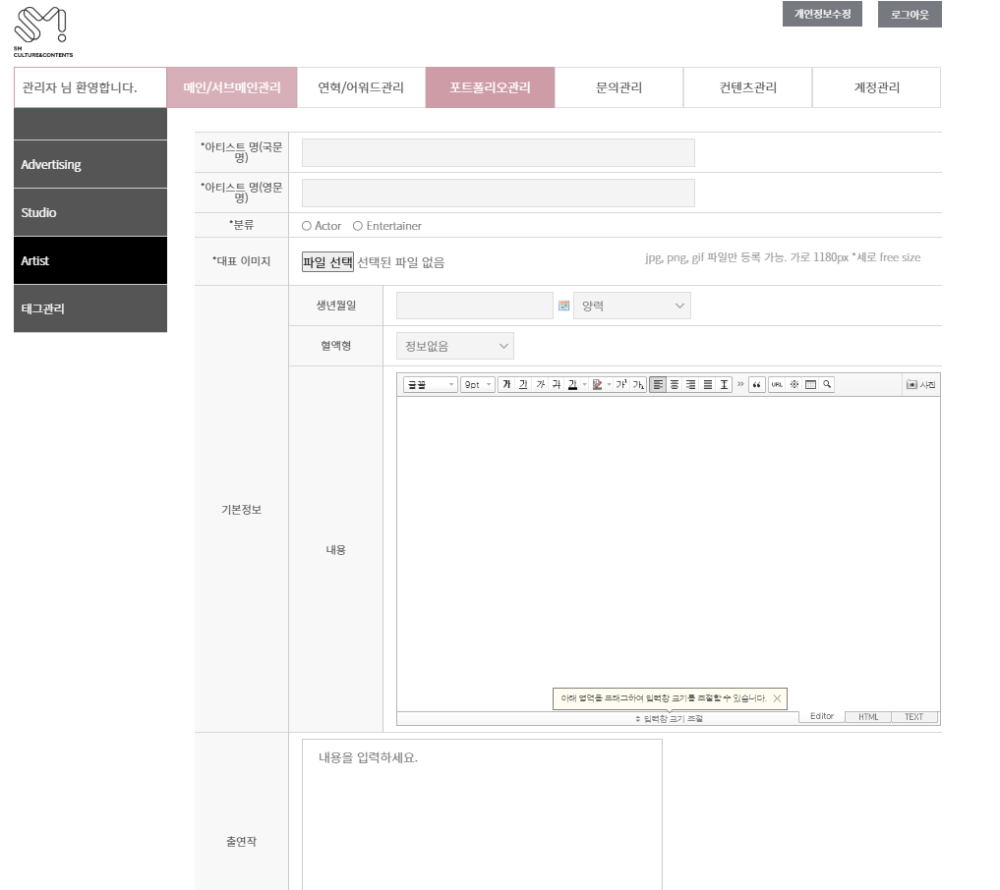 개인정보수정
로그아웃
SM
CULTURE&CONTENTS
관리자 님 환영합니다.
메인/서브메인관리
연혁/어워드관리
포트폴리오관리
문의관리
컨텐츠관리
계정관리
Advertising
Studio
Artist
태그관리
*아티스트 명(국문
명)
*아티스트 명(영문
명)
*분류
Actor
Entertainer
*대표 이미지
파일 선택 선택된 파일 없음
jpg, png, gif 파일만 등록 가능. 가로 1180px *세로 free size
기본정보
생년월일
양력
혈액형
정보없음
내용
글꼴
9pt
가 가 가 가 가 가¹ 가₁
URL
사진
아래 영역을 드래그하여 입력창 크기를 조절할 수 있습니다.
입력창 크기 조절
Editor
HTML
TEXT
출연작
내용을 입력하세요.